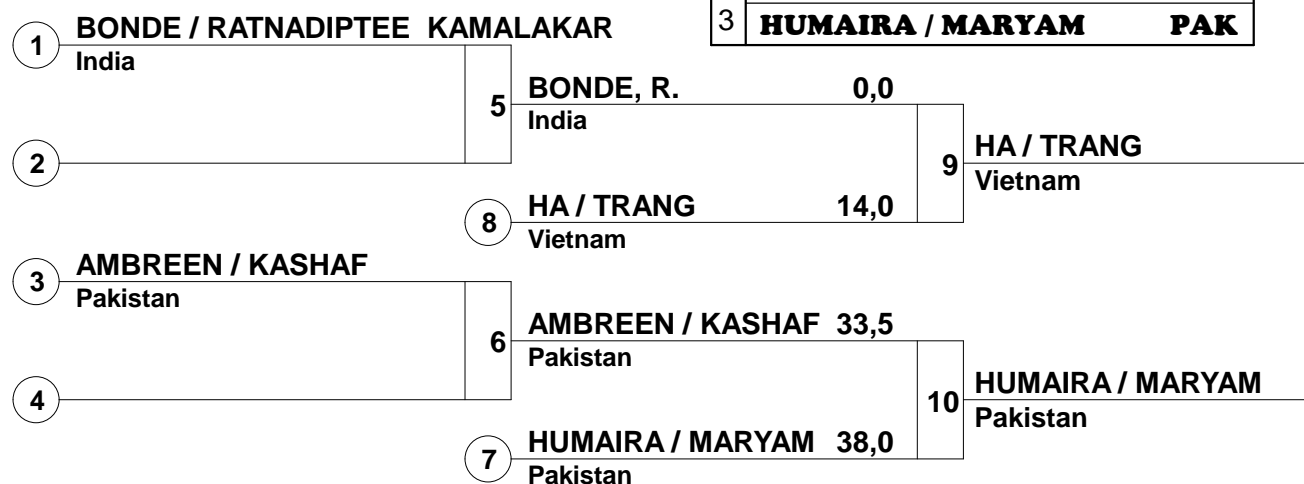 3 HUMAIRA / MARYAM PAK
1 BONDE / RATNADIPTEE KAMALAKAR
India
5 BONDE, R. 0,0
India
2
9 HA / TRANG
Vietnam
8 HA / TRANG 14,0
Vietnam
3 AMBREEN / KASHAF
Pakistan
6 AMBREEN / KASHAF 33,5
Pakistan
4
10 HUMAIRA / MARYAM
Pakistan
7 HUMAIRA / MARYAM 38,0
Pakistan